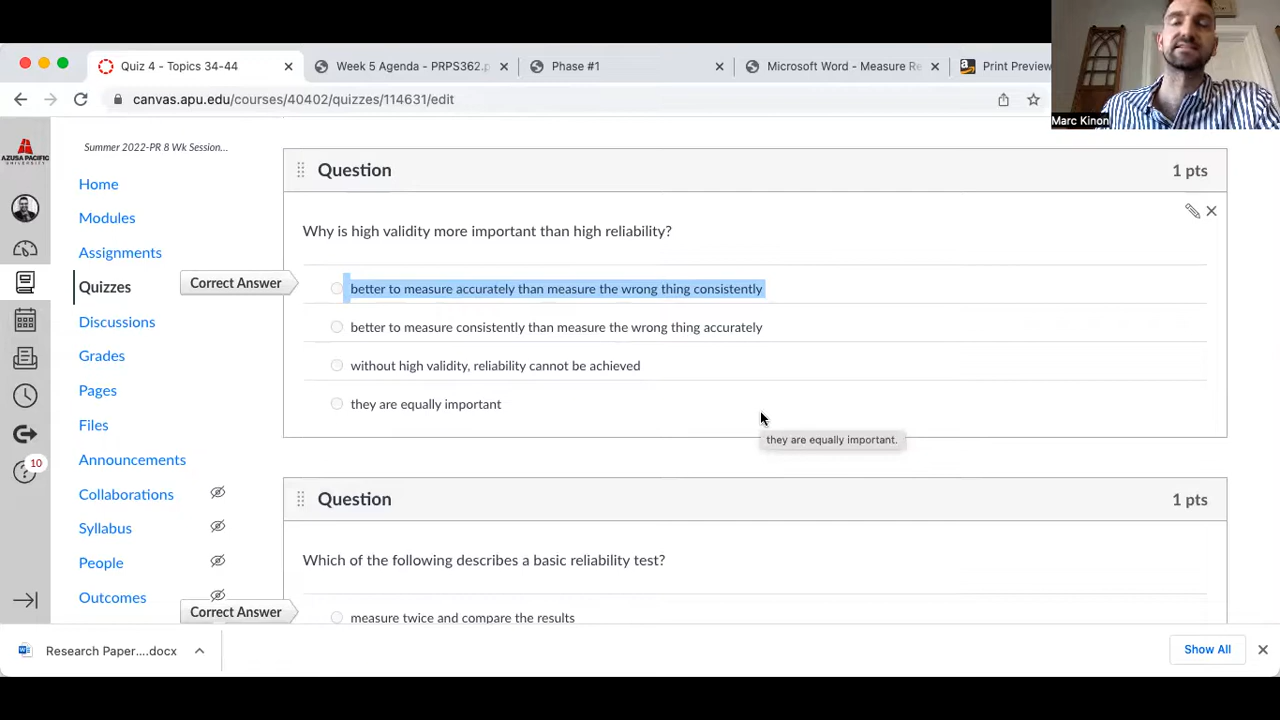 Quiz 4 - Topics 34-44
Week 5 Agenda - PRPS362.p
Phase #1
Microsoft Word - Measure Re
Print Preview
canvas.apu.edu/courses/40402/quizzes/114631/edit
Marc Kinon
AZUSA PACIFIC
UNIVERSITY
Summer 2022-PR 8 Wk Session...
Home
Modules
Assignments
Quizzes
Discussions
Grades
Pages
Files
Announcements
10
Collaborations
Syllabus
People
Outcomes
Question
1 pts
Why is high validity more important than high reliability?
Correct Answer
better to measure accurately than measure the wrong thing consistently
better to measure consistently than measure the wrong thing accurately
without high validity, reliability cannot be achieved
they are equally important
they are equally important.
Question
1 pts
Which of the following describes a basic reliability test?
Correct Answer
measure twice and compare the results
Research Paper....docx
Show All